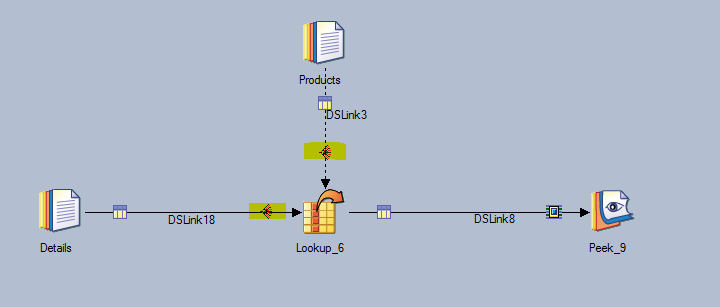 Products
DSLink3
DSLink18
DSLink8
Details
Lookup_6
Peek_9